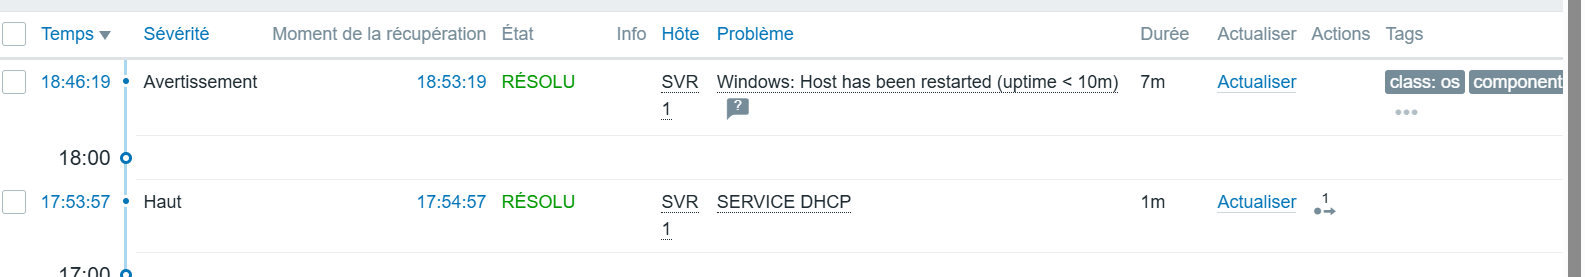 Temps Sévérité Moment de la récupération État Info Hôte Problème Durée Actualiser Actions Tags
18:46:19 Avertissement 18:53:19 RÉSOLU SVR Windows: Host has been restarted (uptime < 10m) 7m Actualiser class: os component
1 ?
18:00
17:53:57 Haut 17:54:57 RÉSOLU SVR SERVICE DHCP 1m Actualiser 1
1
17:00